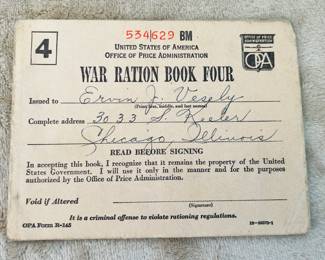 534629 BM
4
UNITED STATES OF AMERICA
OFFICE OF PRICE ADMINISTRATION
OFFICE OF PRICE ADMINISTRATION
OPA
WAR RATION BOOK FOUR
Issued to Ervin J. Vesely
(Print first, middle, and last names)
Complete address 3033 S. Keeler
Chicago, Illinois
READ BEFORE SIGNING
In accepting this book, I recognize that it remains the property of the United
States Government. I will use it only in the manner and for the purposes
authorized by the Office of Price Administration.
Void if Altered
(Signature)
It is a criminal offense to violate rationing regulations.
OPA Form R-145